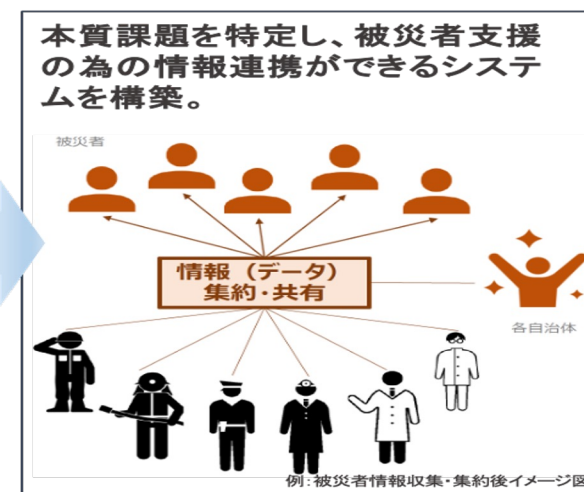 本質課題を特定し、被災者支援
の為の情報連携ができるシステ
ムを構築。
被災者
情報（データ）
集約・共有
各自治体
例：被災者情報収集・集約後イメージ図